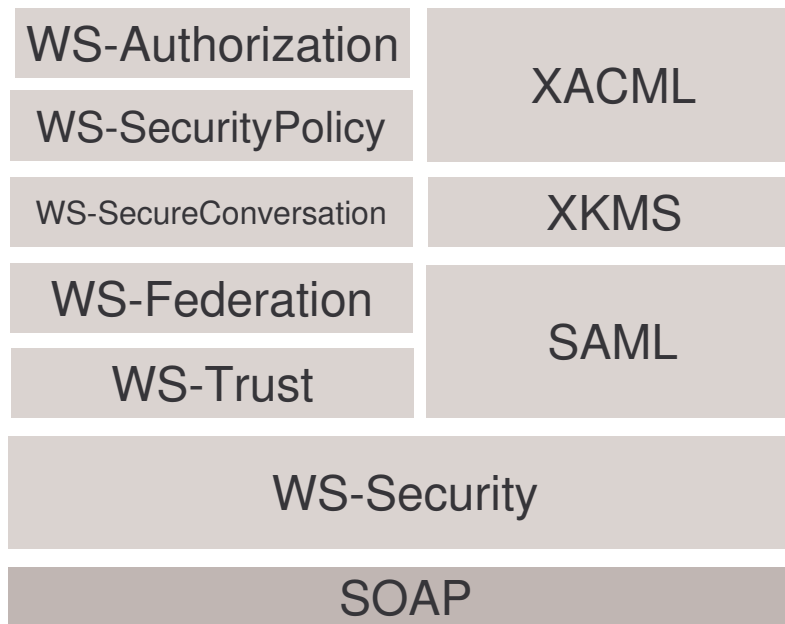 WS-Authorization
XACML
WS-SecurityPolicy
WS-SecureConversation
XKMS
WS-Federation
SAML
WS-Trust
WS-Security
SOAP